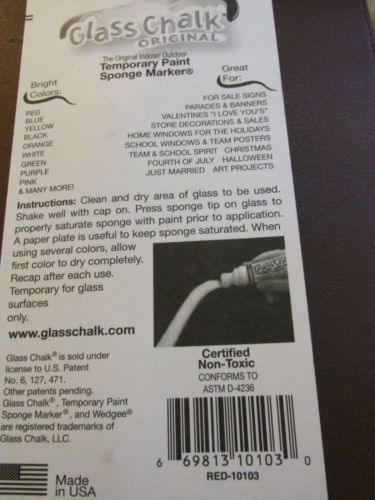 Glass Chalk®
ORIGINAL
The Original Indoor/ Outdoor
Temporary Paint
Sponge Marker®
Bright
Colors:
RED
BLUE
YELLOW
BLACK
ORANGE
WHITE
GREEN
PURPLE
PINK
& MANY MORE!
Great
For:
FOR SALE SIGNS
PARADES & BANNERS
VALENTINES "I LOVE YOU'S"
STORE DECORATIONS & SALES
HOME WINDOWS FOR THE HOLIDAYS
SCHOOL WINDOWS & TEAM POSTERS
TEAM & SCHOOL SPIRIT CHRISTMAS
FOURTH OF JULY HALLOWEEN
JUST MARRIED ART PROJECTS
Instructions: Clean and dry area of glass to be used.
Shake well with cap on. Press sponge tip on glass to
properly saturate sponge with paint prior to application.
A paper plate is useful to keep sponge saturated. When
using several colors, allow
first color to dry completely.
Recap after each use.
Temporary for glass
surfaces
only.
www.glasschalk.com
Glass Chalk® is sold under
license to U.S. Patent
No. 6, 127, 471.
Other patents pending.
Glass Chalk®, Temporary Paint
Sponge Marker®, and Wedgee®
are registered trademarks of
Glass Chalk, LLC.
Certified
Non-Toxic
CONFORMS TO
ASTM D-4236
6 69813 10103 0
RED-10103
Made
in USA